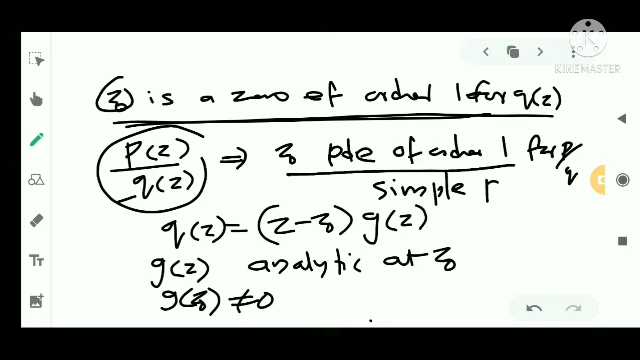 KINEMASTER
z₀ is a zero of order 1 for q(z)
p(z)/q(z) ⇒ z₀ pole of order 1 for p/q
simple p
q(z) = (z - z₀) g(z)
g(z) analytic at z₀
g(z₀) ≠ 0
Tт